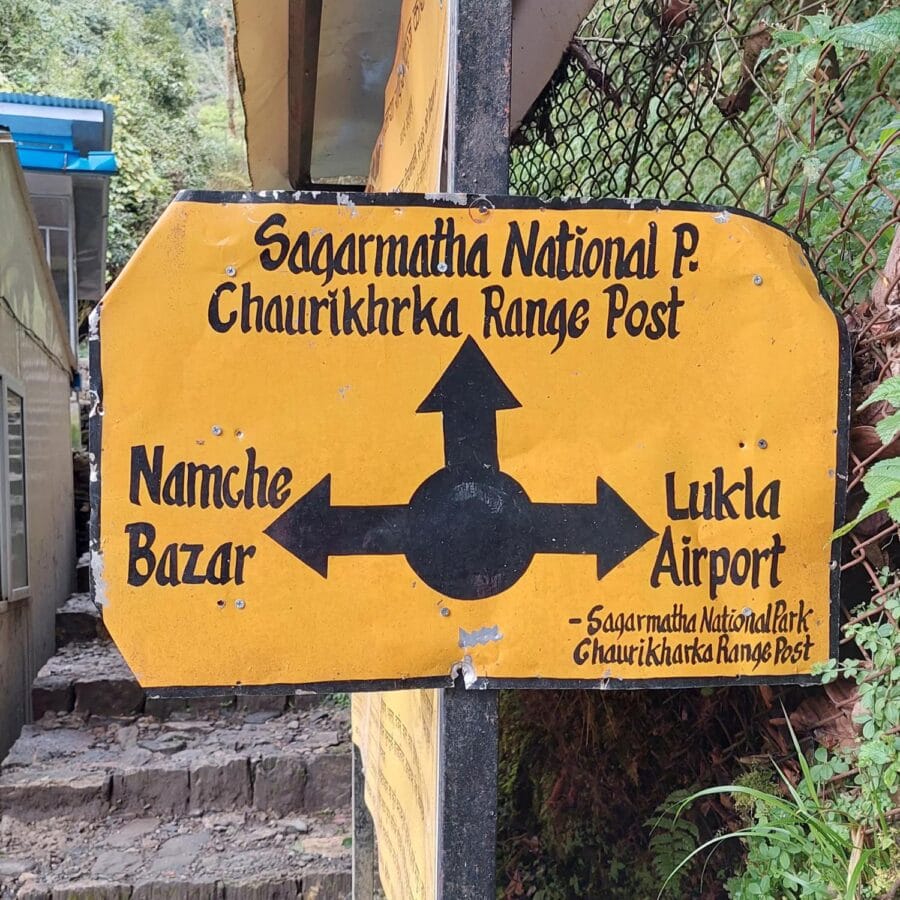 Sagarmatha National P.
Chaurikhrka Range Post
Namche
Bazar
Lukla
Airport
- Sagarmatha National Park
Chaurikharka Range Post